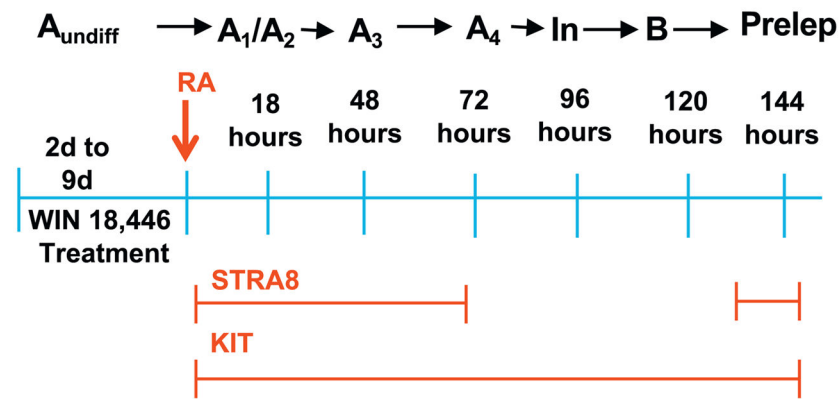 Aundiff → A1/A2 → A3 → A4 → In → B → Prelep
RA
18 hours
48 hours
72 hours
96 hours
120 hours
144 hours
2d to
9d
WIN 18,446
Treatment
STRA8
KIT